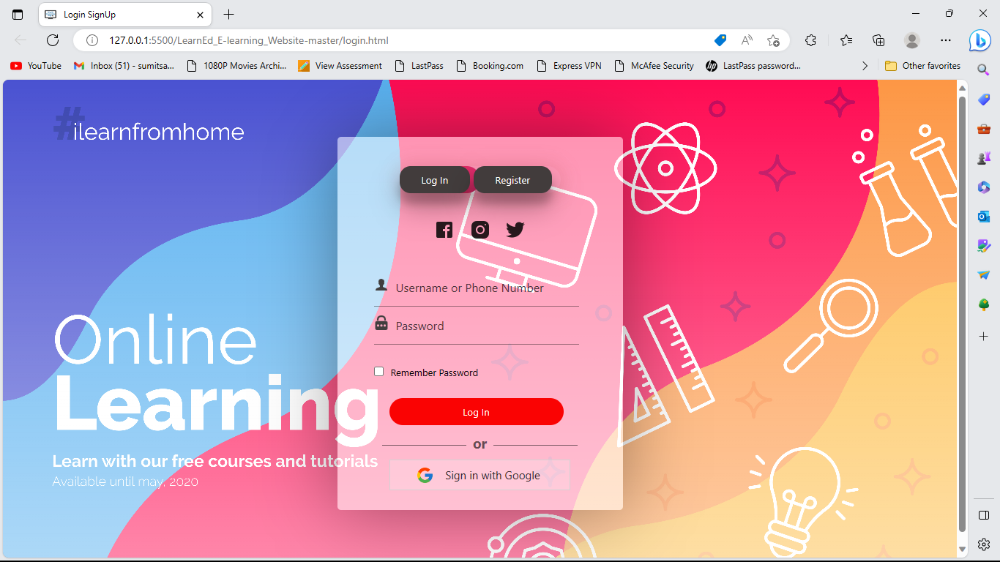 Login SignUp
127.0.0.1:5500/LearnEd_E-learning_Website-master/login.html
YouTube
Inbox (51) - sumitsa...
1080P Movies Archi...
View Assessment
LastPass
Booking.com
Express VPN
McAfee Security
LastPass password...
Other favorites
#ilearnfromhome
Log In
Register
Username or Phone Number
Password
Remember Password
Log In
or
Sign in with Google
Online
Learning
Learn with our free courses and tutorials
Available until may, 2020